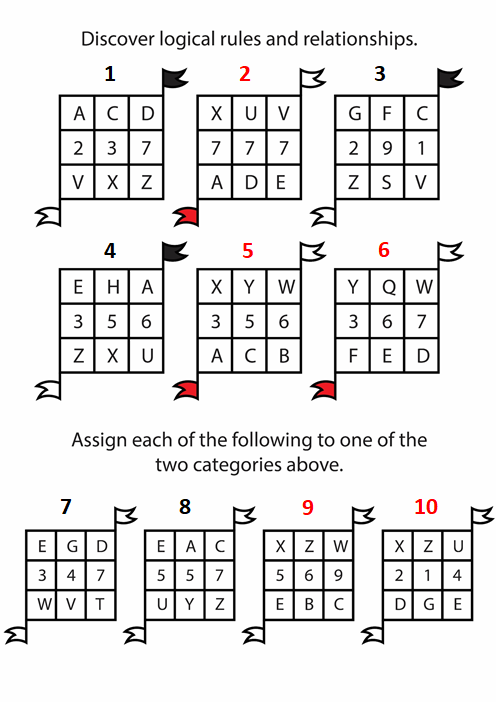 Discover logical rules and relationships.
1 2 3
A C D X U V G F C
2 3 7 7 7 7 2 9 1
V X Z A D E Z S V
4 5 6
E H A X Y W Y Q W
3 5 6 3 5 6 3 6 7
Z X U A C B F E D
Assign each of the following to one of the
two categories above.
7 8 9 10
E G D E A C X Z W X Z U
3 4 7 5 5 7 5 6 9 2 1 4
W V T U Y Z E B C D G E